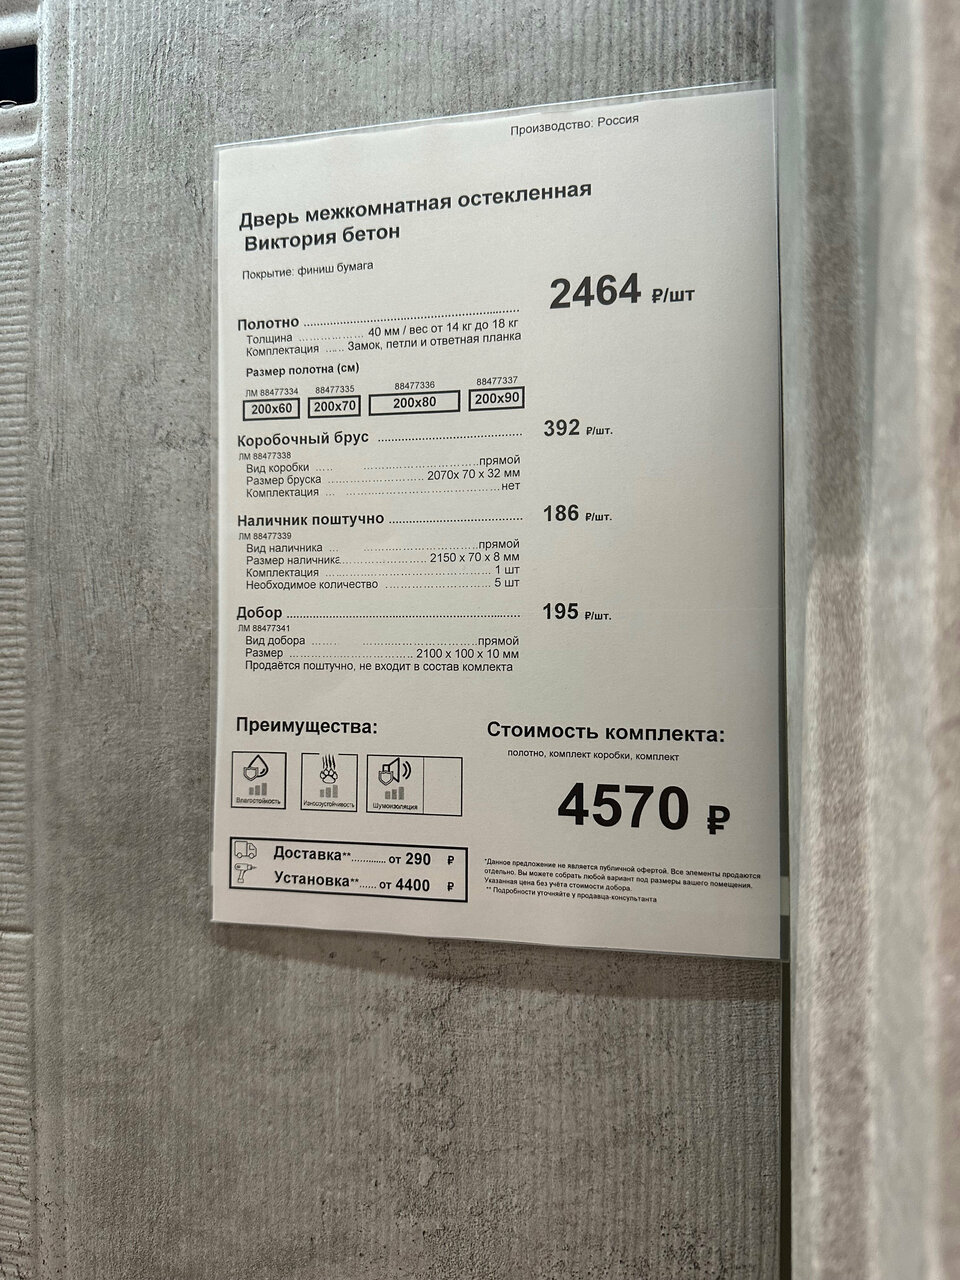 Производство: Россия
Дверь межкомнатная остекленная
Виктория бетон
Покрытие: финиш бумага
2464 ₽/шт
Полотно
Толщина 40 мм / вес от 14 кг до 18 кг
Комплектация Замок, петли и ответная планка
Размер полотна (см)
ЛМ 88477334 88477335 88477336 88477337
200x60 200x70 200x80 200x90
Коробочный брус 392 ₽/шт.
ЛМ 88477338
Вид коробки прямой
Размер бруска 2070x 70 x 32 мм
Комплектация нет
Наличник поштучно 186 ₽/шт.
ЛМ 88477339
Вид наличника прямой
Размер наличника 2150 x 70 x 8 мм
Комплектация 1 шт
Необходимое количество 5 шт
Добор 195 ₽/шт.
ЛМ 88477341
Вид добора прямой
Размер 2100 x 100 x 10 мм
Продаётся поштучно, не входит в состав комлекта
Преимущества:
Влагостойкость Износоустойчивость Шумоизоляция
Стоимость комплекта:
полотно, комплект коробки, комплект
4570 ₽
Доставка** от 290 ₽
Установка** от 4400 ₽
*Данное предложение не является публичной офертой. Все элементы продаются
отдельно. Вы можете собрать любой вариант под размеры вашего помещения.
Указанная цена без учёта стоимости добора.
** Подробности уточняйте у продавца-консультанта